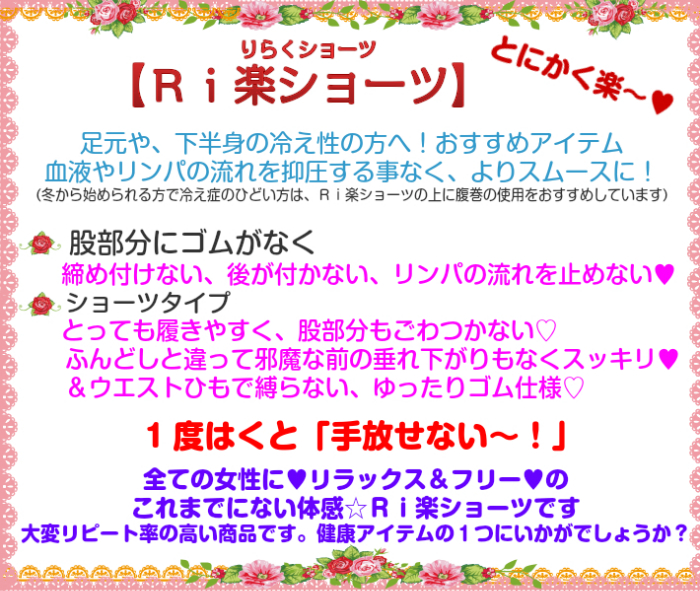 りらくショーツ
【Ｒｉ楽ショーツ】
とにかく楽～♥
足元や、下半身の冷え性の方へ！おすすめアイテム
血液やリンパの流れを抑圧する事なく、よりスムースに！
（冬から始められる方で冷え症のひどい方は、Ｒｉ楽ショーツの上に腹巻の使用をおすすめしています）
股部分にゴムがなく
締め付けない、後が付かない、リンパの流れを止めない♥
ショーツタイプ
とっても履きやすく、股部分もごわつかない♡
ふんどしと違って邪魔な前の垂れ下がりもなくスッキリ♥
＆ウエストひもで縛らない、ゆったりゴム仕様♡
１度はくと「手放せない～！」
全ての女性に♥リラックス＆フリー♥の
これまでにない体感☆Ｒｉ楽ショーツです
大変リピート率の高い商品です。健康アイテムの１つにいかがでしょうか？